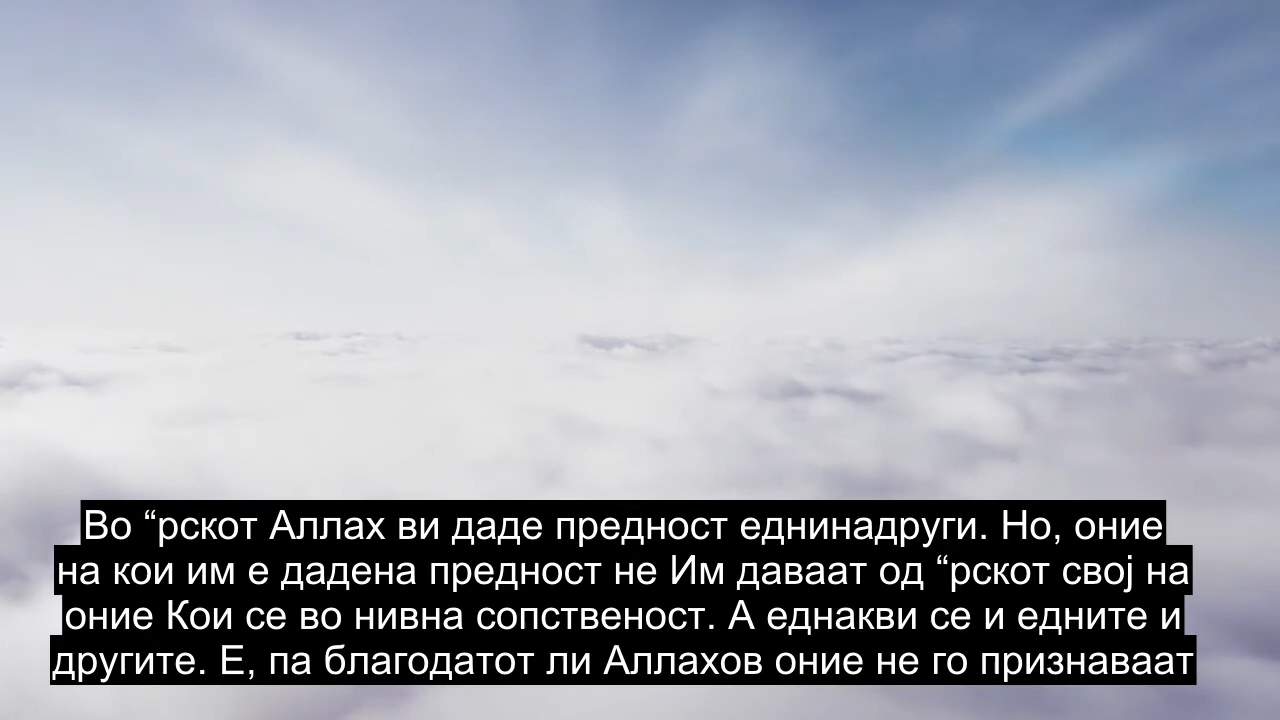 Во “рскот Аллах ви даде предност еднинадруги. Но, оние
на кои им е дадена предност не Им даваат од “рскот свој на
оние Кои се во нивна сопственост. А еднакви се и едните и
другите. Е, па благодатот ли Аллахов оние не го признаваат